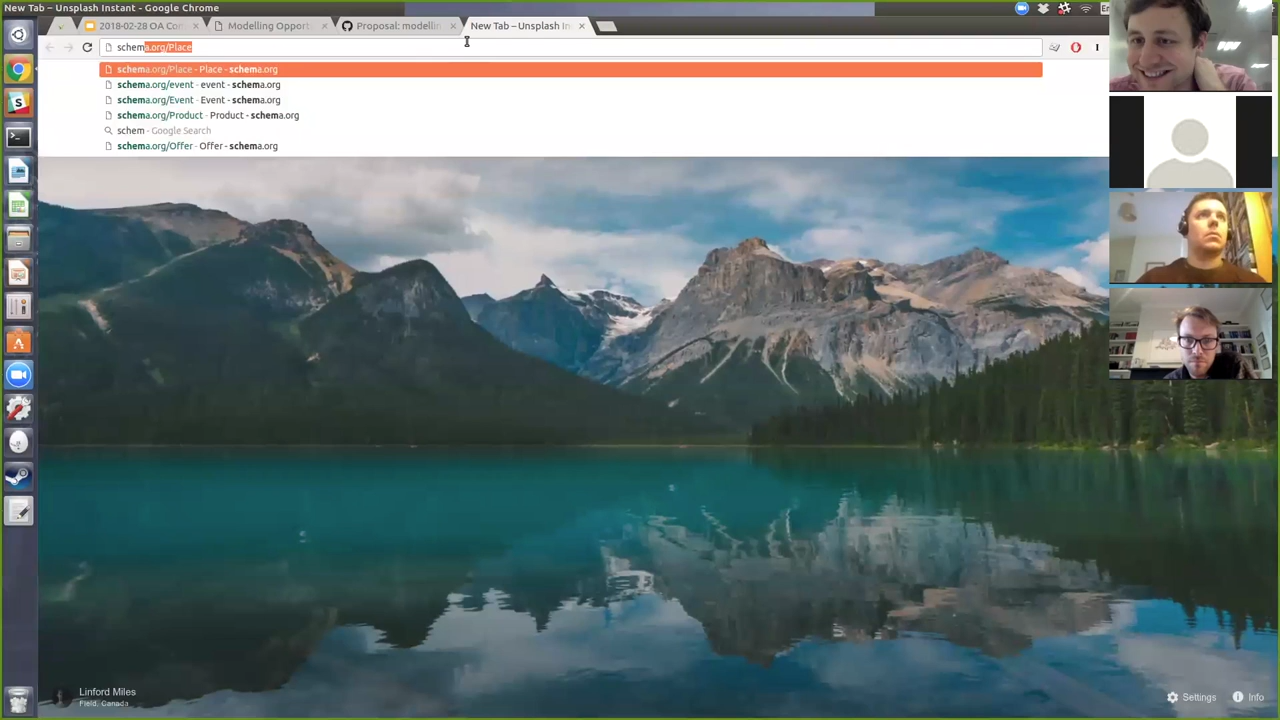 New Tab – Unsplash Instant - Google Chrome
2018-02-28 OA Con
Modelling Opport
Proposal: modellin
New Tab – Unsplash In
schema.org/Place
schema.org/Place - Place - schema.org
schema.org/event - event - schema.org
schema.org/Event - Event - schema.org
schema.org/Product - Product - schema.org
schem - Google Search
schema.org/Offer - Offer - schema.org
Linford Miles
Field, Canada
Settings
Info